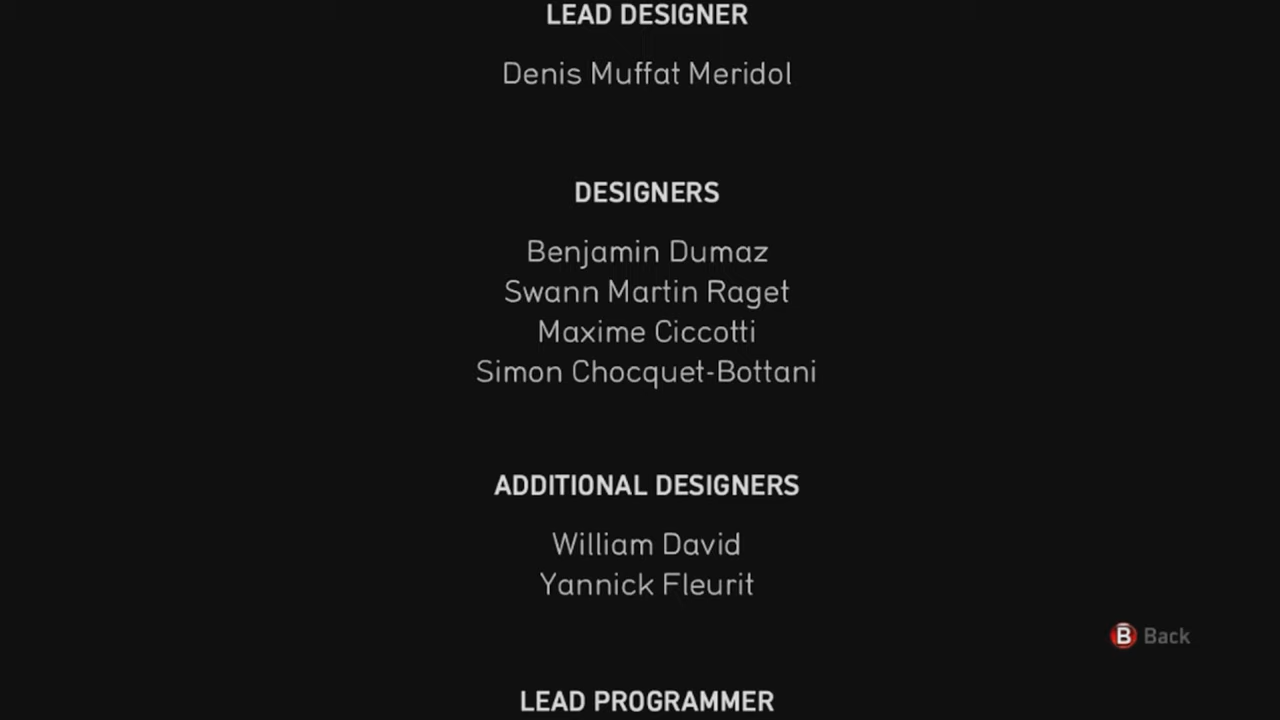 LEAD DESIGNER
Denis Muffat Meridol
DESIGNERS
Benjamin Dumaz
Swann Martin Raget
Maxime Ciccotti
Simon Chocquet-Bottani
ADDITIONAL DESIGNERS
William David
Yannick Fleurit
B Back
LEAD PROGRAMMER